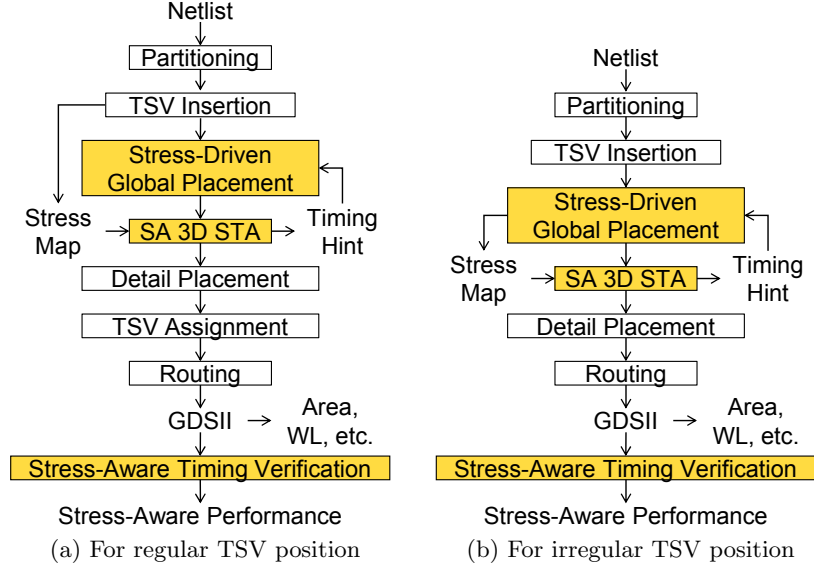 Netlist
Partitioning
TSV Insertion
Stress-Driven
Global Placement
Stress
Map
SA 3D STA
Timing
Hint
Detail Placement
TSV Assignment
Routing
GDSII
Area,
WL, etc.
Stress-Aware Timing Verification
Stress-Aware Performance
(a) For regular TSV position
Netlist
Partitioning
TSV Insertion
Stress-Driven
Global Placement
Stress
Map
SA 3D STA
Timing
Hint
Detail Placement
Routing
GDSII
Area,
WL, etc.
Stress-Aware Timing Verification
Stress-Aware Performance
(b) For irregular TSV position